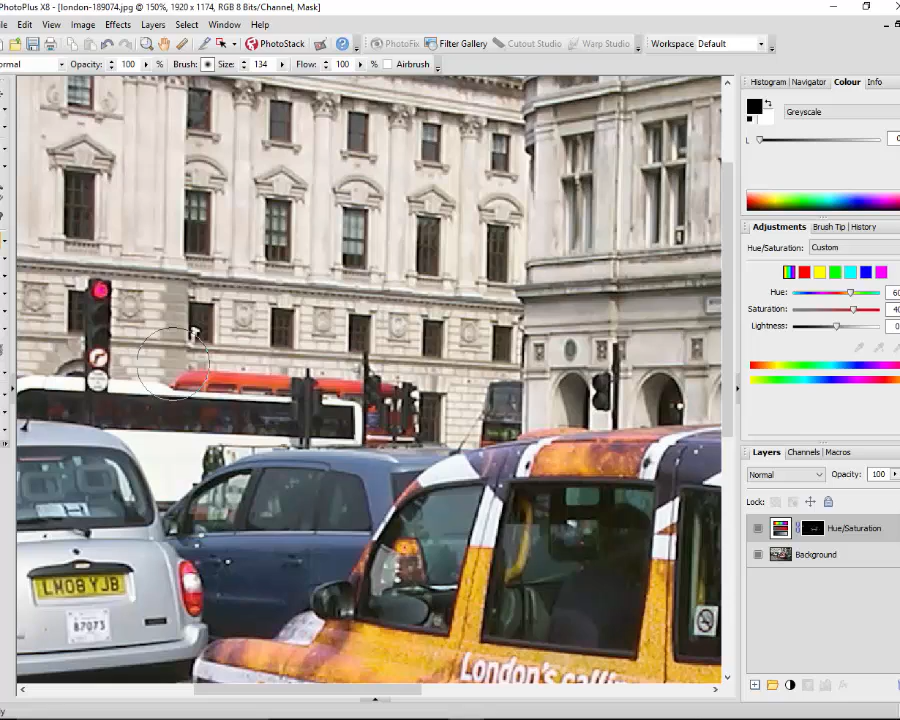 PhotoPlus X8 - [london-189074.jpg @ 150%, 1920 x 1174, RGB 8 Bits/Channel, Mask]
Edit View Image Effects Layers Select Window Help
PhotoStack PhotoFix Filter Gallery Cutout Studio Warp Studio Workspace Default
Opacity: 100 % Brush: Size: 134 Flow: 100 % Airbrush
Histogram Navigator Colour Info
Greyscale
L
Adjustments Brush Tip History
Hue/Saturation: Custom
Hue:
Saturation:
Lightness:
LM08 YJB
87073
London's
Layers Channels Macros
Normal Opacity: 100
Lock:
Hue/Saturation
Background